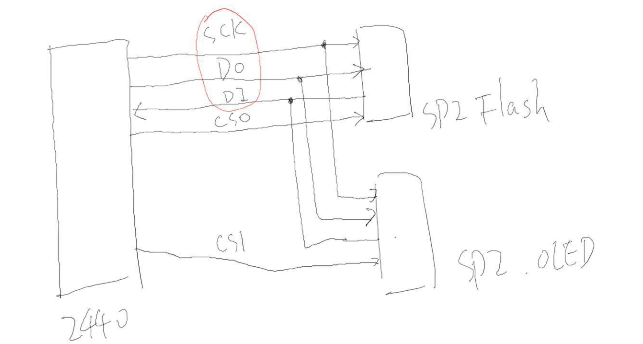 SCK
DO
DI
CS0
SPI Flash
CS1
SPI .OLED
2440